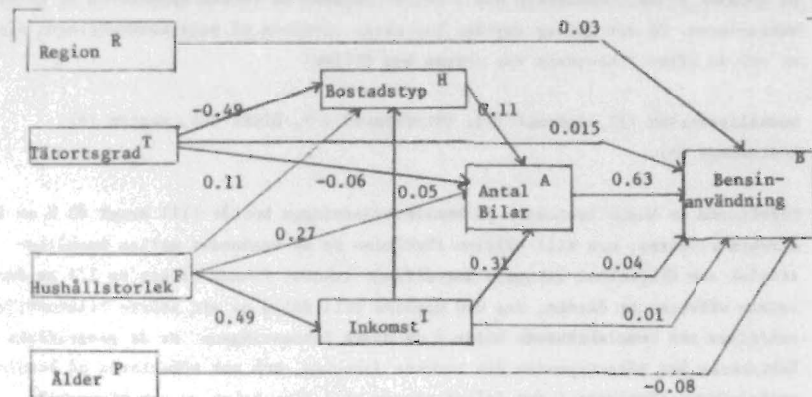 0.03
Region R
Bostadstyp H
-0.49
0.11
Tätortsgrad T
0.015
B
Bensin-
användning
0.11
-0.06
0.05
Antal A
Bilar
0.63
0.27
Hushållstorlek F
0.31
0.04
0.49
Inkomst I
0.01
Ålder P
-0.08